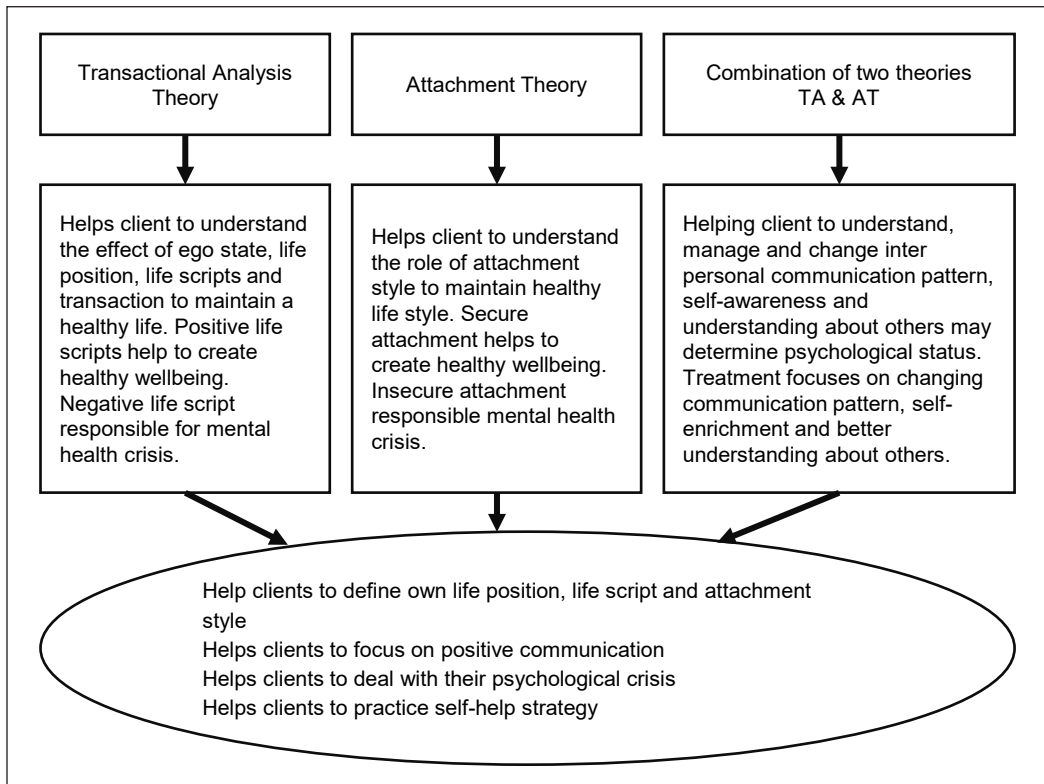 Transactional Analysis
Theory
Attachment Theory
Combination of two theories
TA & AT
Helps client to understand
the effect of ego state, life
position, life scripts and
transaction to maintain a
healthy life. Positive life
scripts help to create
healthy wellbeing.
Negative life script
responsible for mental
health crisis.
Helps client to understand
the role of attachment
style to maintain healthy
life style. Secure
attachment helps to
create healthy wellbeing.
Insecure attachment
responsible mental health
crisis.
Helping client to understand,
manage and change inter
personal communication pattern,
self-awareness and
understanding about others may
determine psychological status.
Treatment focuses on changing
communication pattern, self-
enrichment and better
understanding about others.
Help clients to define own life position, life script and attachment
style
Helps clients to focus on positive communication
Helps clients to deal with their psychological crisis
Helps clients to practice self-help strategy